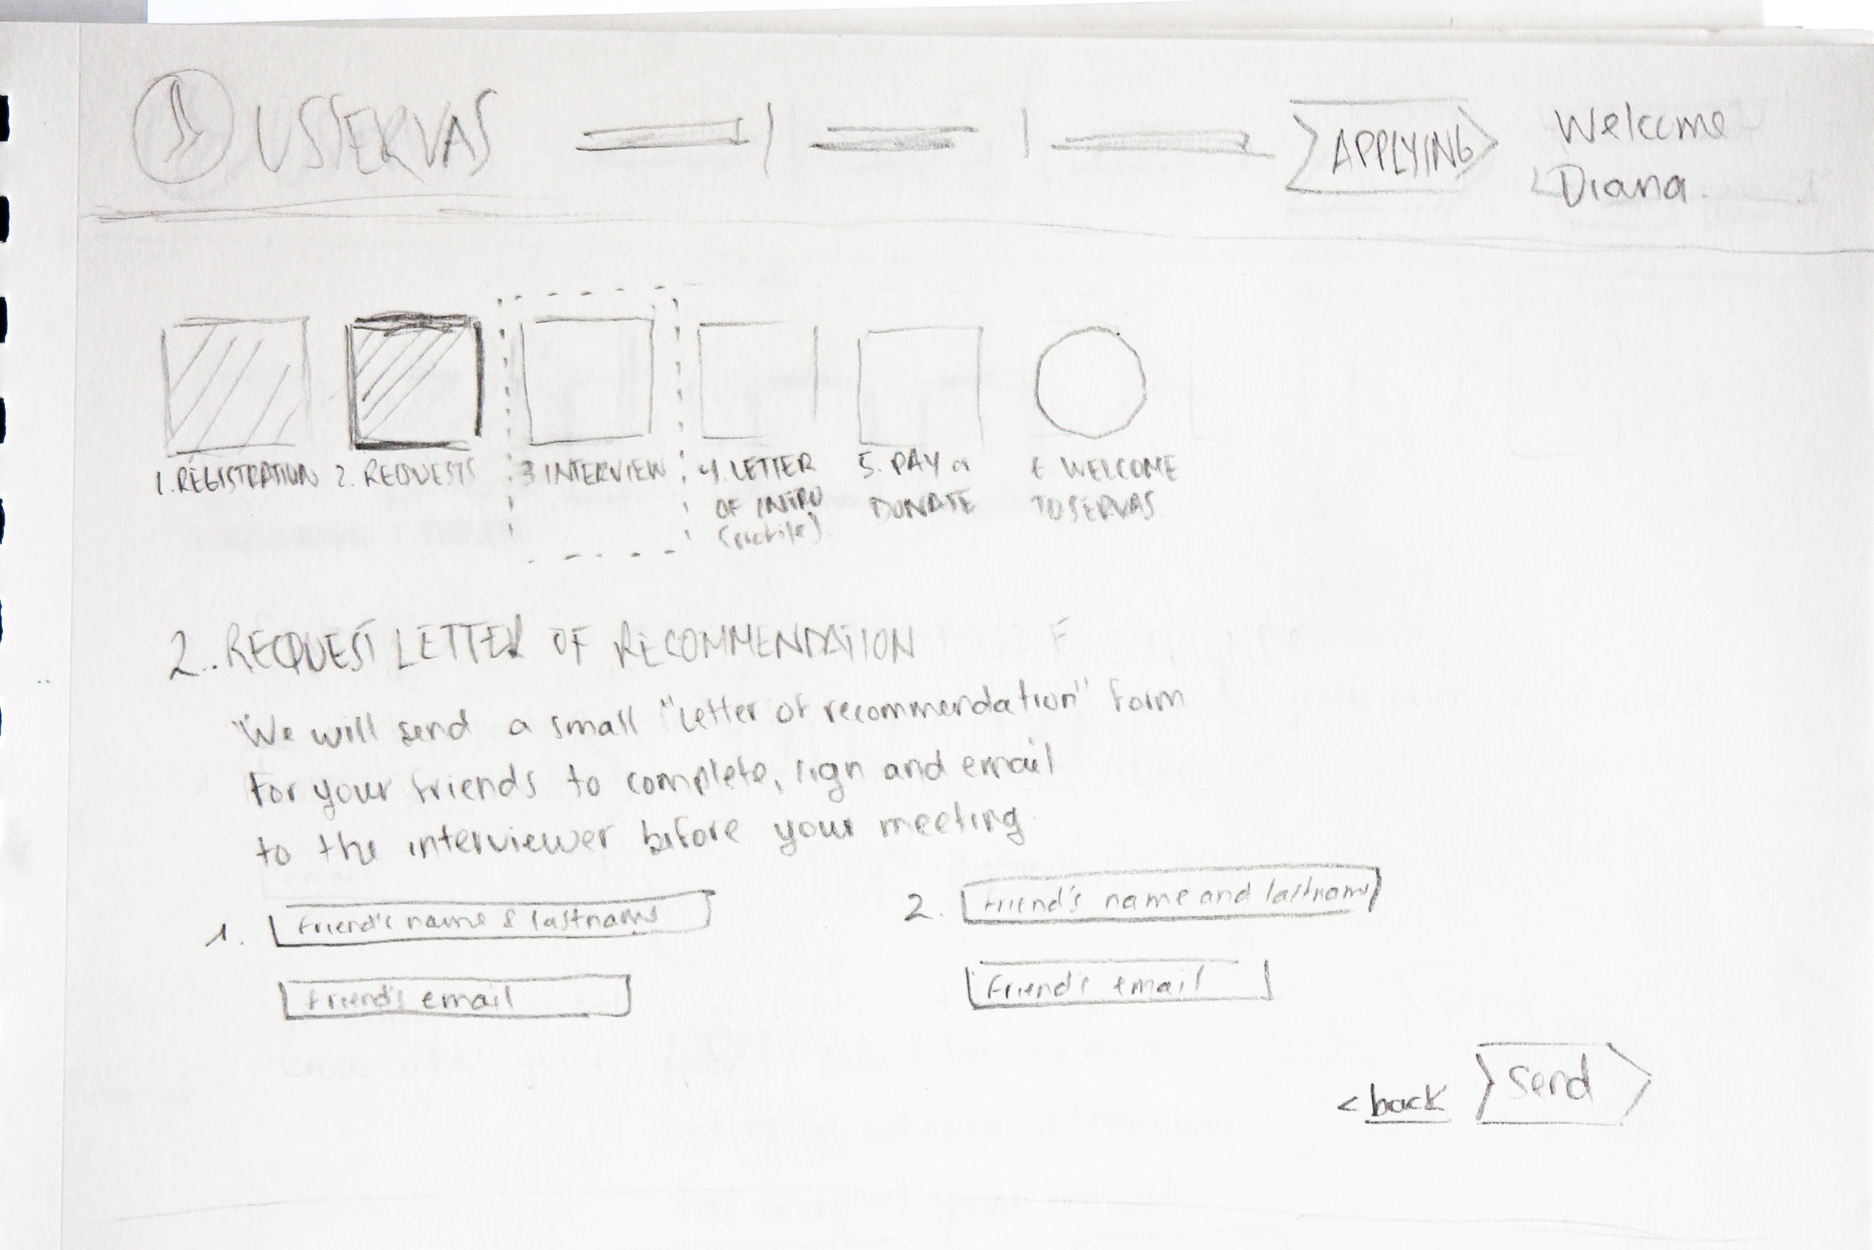 USSERVAS
APPLYING
Welcome
Diana.
1. REGISTRATION
2. REQUESTS
3 INTERVIEW
4. LETTER
OF INTRO
(profile).
5. PAY a
DONATE
6. WELCOME
TO SERVAS
2.. REQUEST LETTER OF RECOMMENDATION
"We will send a small "Letter of recommendation" form
for your friends to complete, sign and email
to the interviewer before your meeting
1. Friend's name & lastname
2. Friend's name and lastname
Friend's email
Friend's email
< back
Send